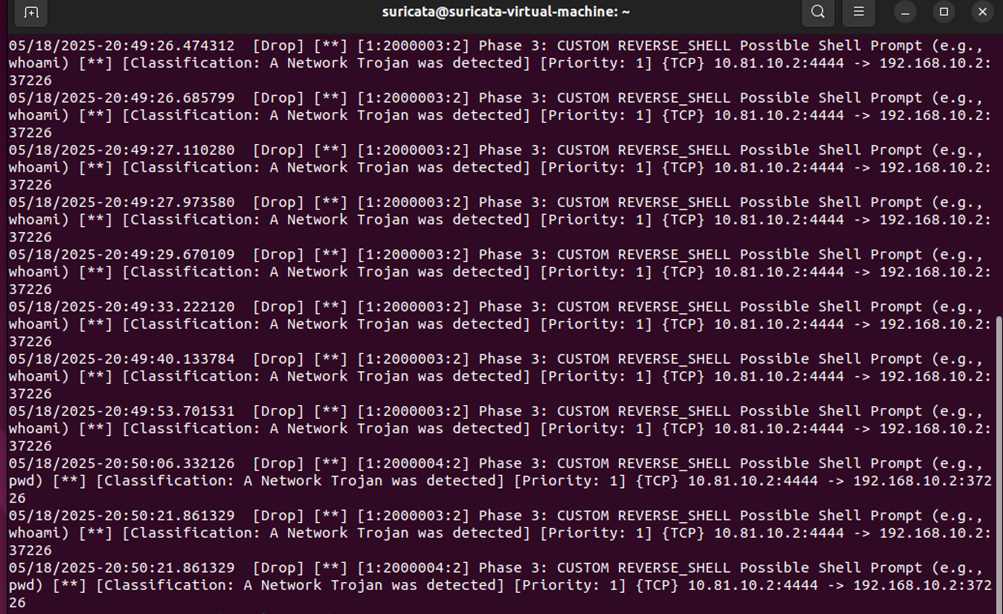 suricata@suricata-virtual-machine: ~
05/18/2025-20:49:26.474312  [Drop] [**] [1:2000003:2] Phase 3: CUSTOM REVERSE_SHELL Possible Shell Prompt (e.g.,
whoami) [**] [Classification: A Network Trojan was detected] [Priority: 1] {TCP} 10.81.10.2:4444 -> 192.168.10.2:
37226
05/18/2025-20:49:26.685799  [Drop] [**] [1:2000003:2] Phase 3: CUSTOM REVERSE_SHELL Possible Shell Prompt (e.g.,
whoami) [**] [Classification: A Network Trojan was detected] [Priority: 1] {TCP} 10.81.10.2:4444 -> 192.168.10.2:
37226
05/18/2025-20:49:27.110280  [Drop] [**] [1:2000003:2] Phase 3: CUSTOM REVERSE_SHELL Possible Shell Prompt (e.g.,
whoami) [**] [Classification: A Network Trojan was detected] [Priority: 1] {TCP} 10.81.10.2:4444 -> 192.168.10.2:
37226
05/18/2025-20:49:27.973580  [Drop] [**] [1:2000003:2] Phase 3: CUSTOM REVERSE_SHELL Possible Shell Prompt (e.g.,
whoami) [**] [Classification: A Network Trojan was detected] [Priority: 1] {TCP} 10.81.10.2:4444 -> 192.168.10.2:
37226
05/18/2025-20:49:29.670109  [Drop] [**] [1:2000003:2] Phase 3: CUSTOM REVERSE_SHELL Possible Shell Prompt (e.g.,
whoami) [**] [Classification: A Network Trojan was detected] [Priority: 1] {TCP} 10.81.10.2:4444 -> 192.168.10.2:
37226
05/18/2025-20:49:33.222120  [Drop] [**] [1:2000003:2] Phase 3: CUSTOM REVERSE_SHELL Possible Shell Prompt (e.g.,
whoami) [**] [Classification: A Network Trojan was detected] [Priority: 1] {TCP} 10.81.10.2:4444 -> 192.168.10.2:
37226
05/18/2025-20:49:40.133784  [Drop] [**] [1:2000003:2] Phase 3: CUSTOM REVERSE_SHELL Possible Shell Prompt (e.g.,
whoami) [**] [Classification: A Network Trojan was detected] [Priority: 1] {TCP} 10.81.10.2:4444 -> 192.168.10.2:
37226
05/18/2025-20:49:53.701531  [Drop] [**] [1:2000003:2] Phase 3: CUSTOM REVERSE_SHELL Possible Shell Prompt (e.g.,
whoami) [**] [Classification: A Network Trojan was detected] [Priority: 1] {TCP} 10.81.10.2:4444 -> 192.168.10.2:
37226
05/18/2025-20:50:06.332126  [Drop] [**] [1:2000004:2] Phase 3: CUSTOM REVERSE_SHELL Possible Shell Prompt (e.g.,
pwd) [**] [Classification: A Network Trojan was detected] [Priority: 1] {TCP} 10.81.10.2:4444 -> 192.168.10.2:372
26
05/18/2025-20:50:21.861329  [Drop] [**] [1:2000003:2] Phase 3: CUSTOM REVERSE_SHELL Possible Shell Prompt (e.g.,
whoami) [**] [Classification: A Network Trojan was detected] [Priority: 1] {TCP} 10.81.10.2:4444 -> 192.168.10.2:
37226
05/18/2025-20:50:21.861329  [Drop] [**] [1:2000004:2] Phase 3: CUSTOM REVERSE_SHELL Possible Shell Prompt (e.g.,
pwd) [**] [Classification: A Network Trojan was detected] [Priority: 1] {TCP} 10.81.10.2:4444 -> 192.168.10.2:372
26